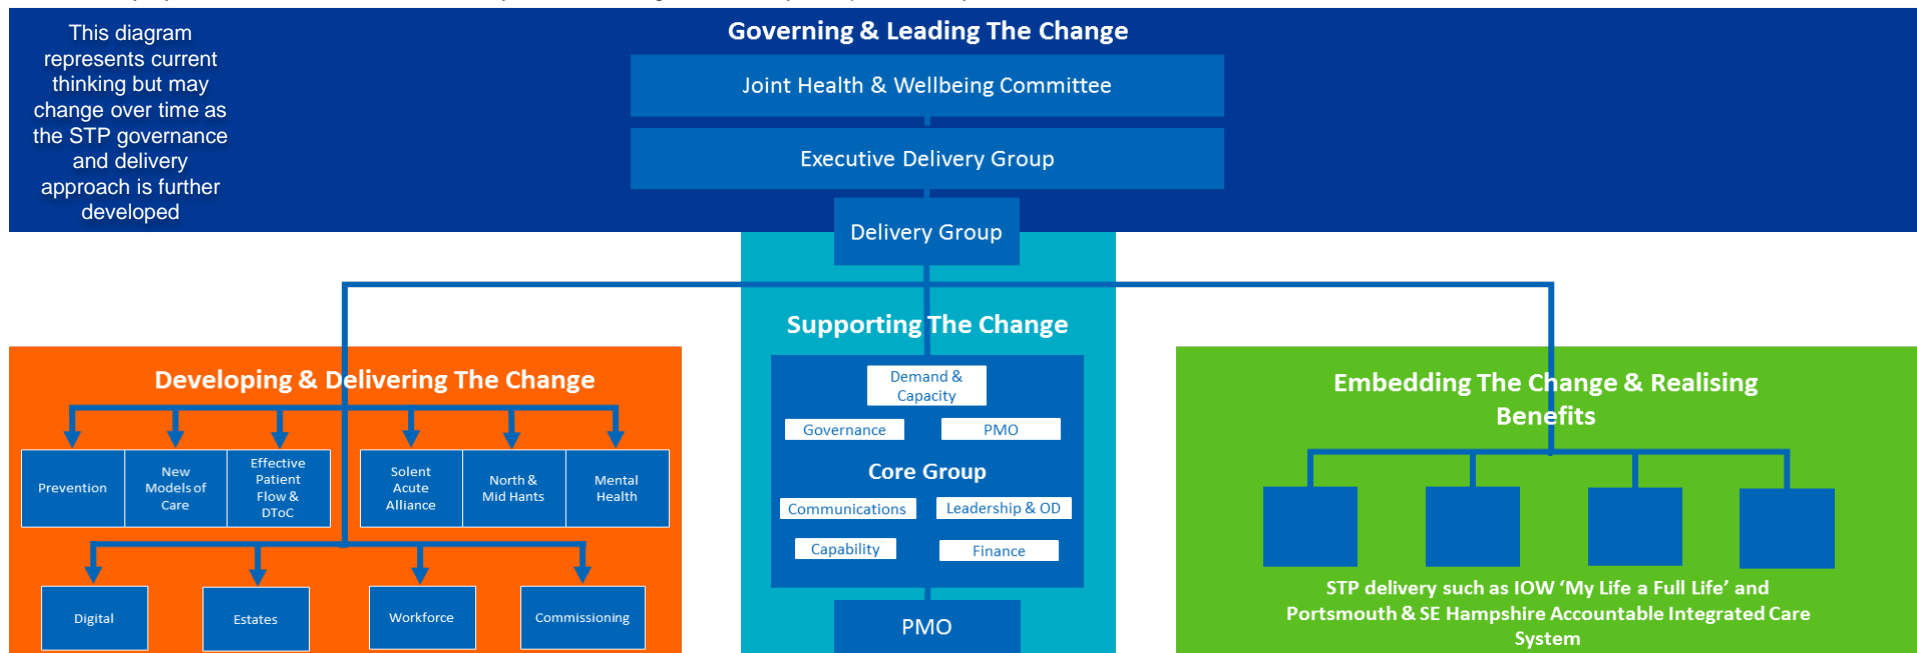 This diagram
represents current
thinking but may
change over time as
the STP governance
and delivery
approach is further
developed
Governing & Leading The Change
Joint Health & Wellbeing Committee
Executive Delivery Group
Delivery Group
Developing & Delivering The Change
Prevention
New
Models of
Care
Effective
Patient
Flow &
DToC
Solent
Acute
Alliance
North &
Mid Hants
Mental
Health
Digital
Estates
Workforce
Commissioning
Supporting The Change
Demand &
Capacity
Governance
PMO
Core Group
Communications
Leadership & OD
Capability
Finance
PMO
Embedding The Change & Realising
Benefits
STP delivery such as IOW ‘My Life a Full Life’ and
Portsmouth & SE Hampshire Accountable Integrated Care
System